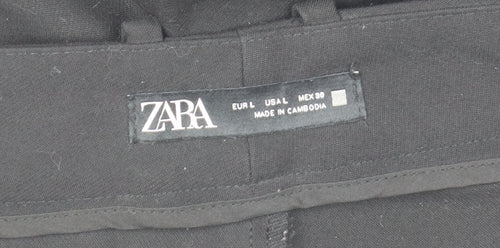 ZARA
EUR L USA L MEX 30
MADE IN CAMBODIA